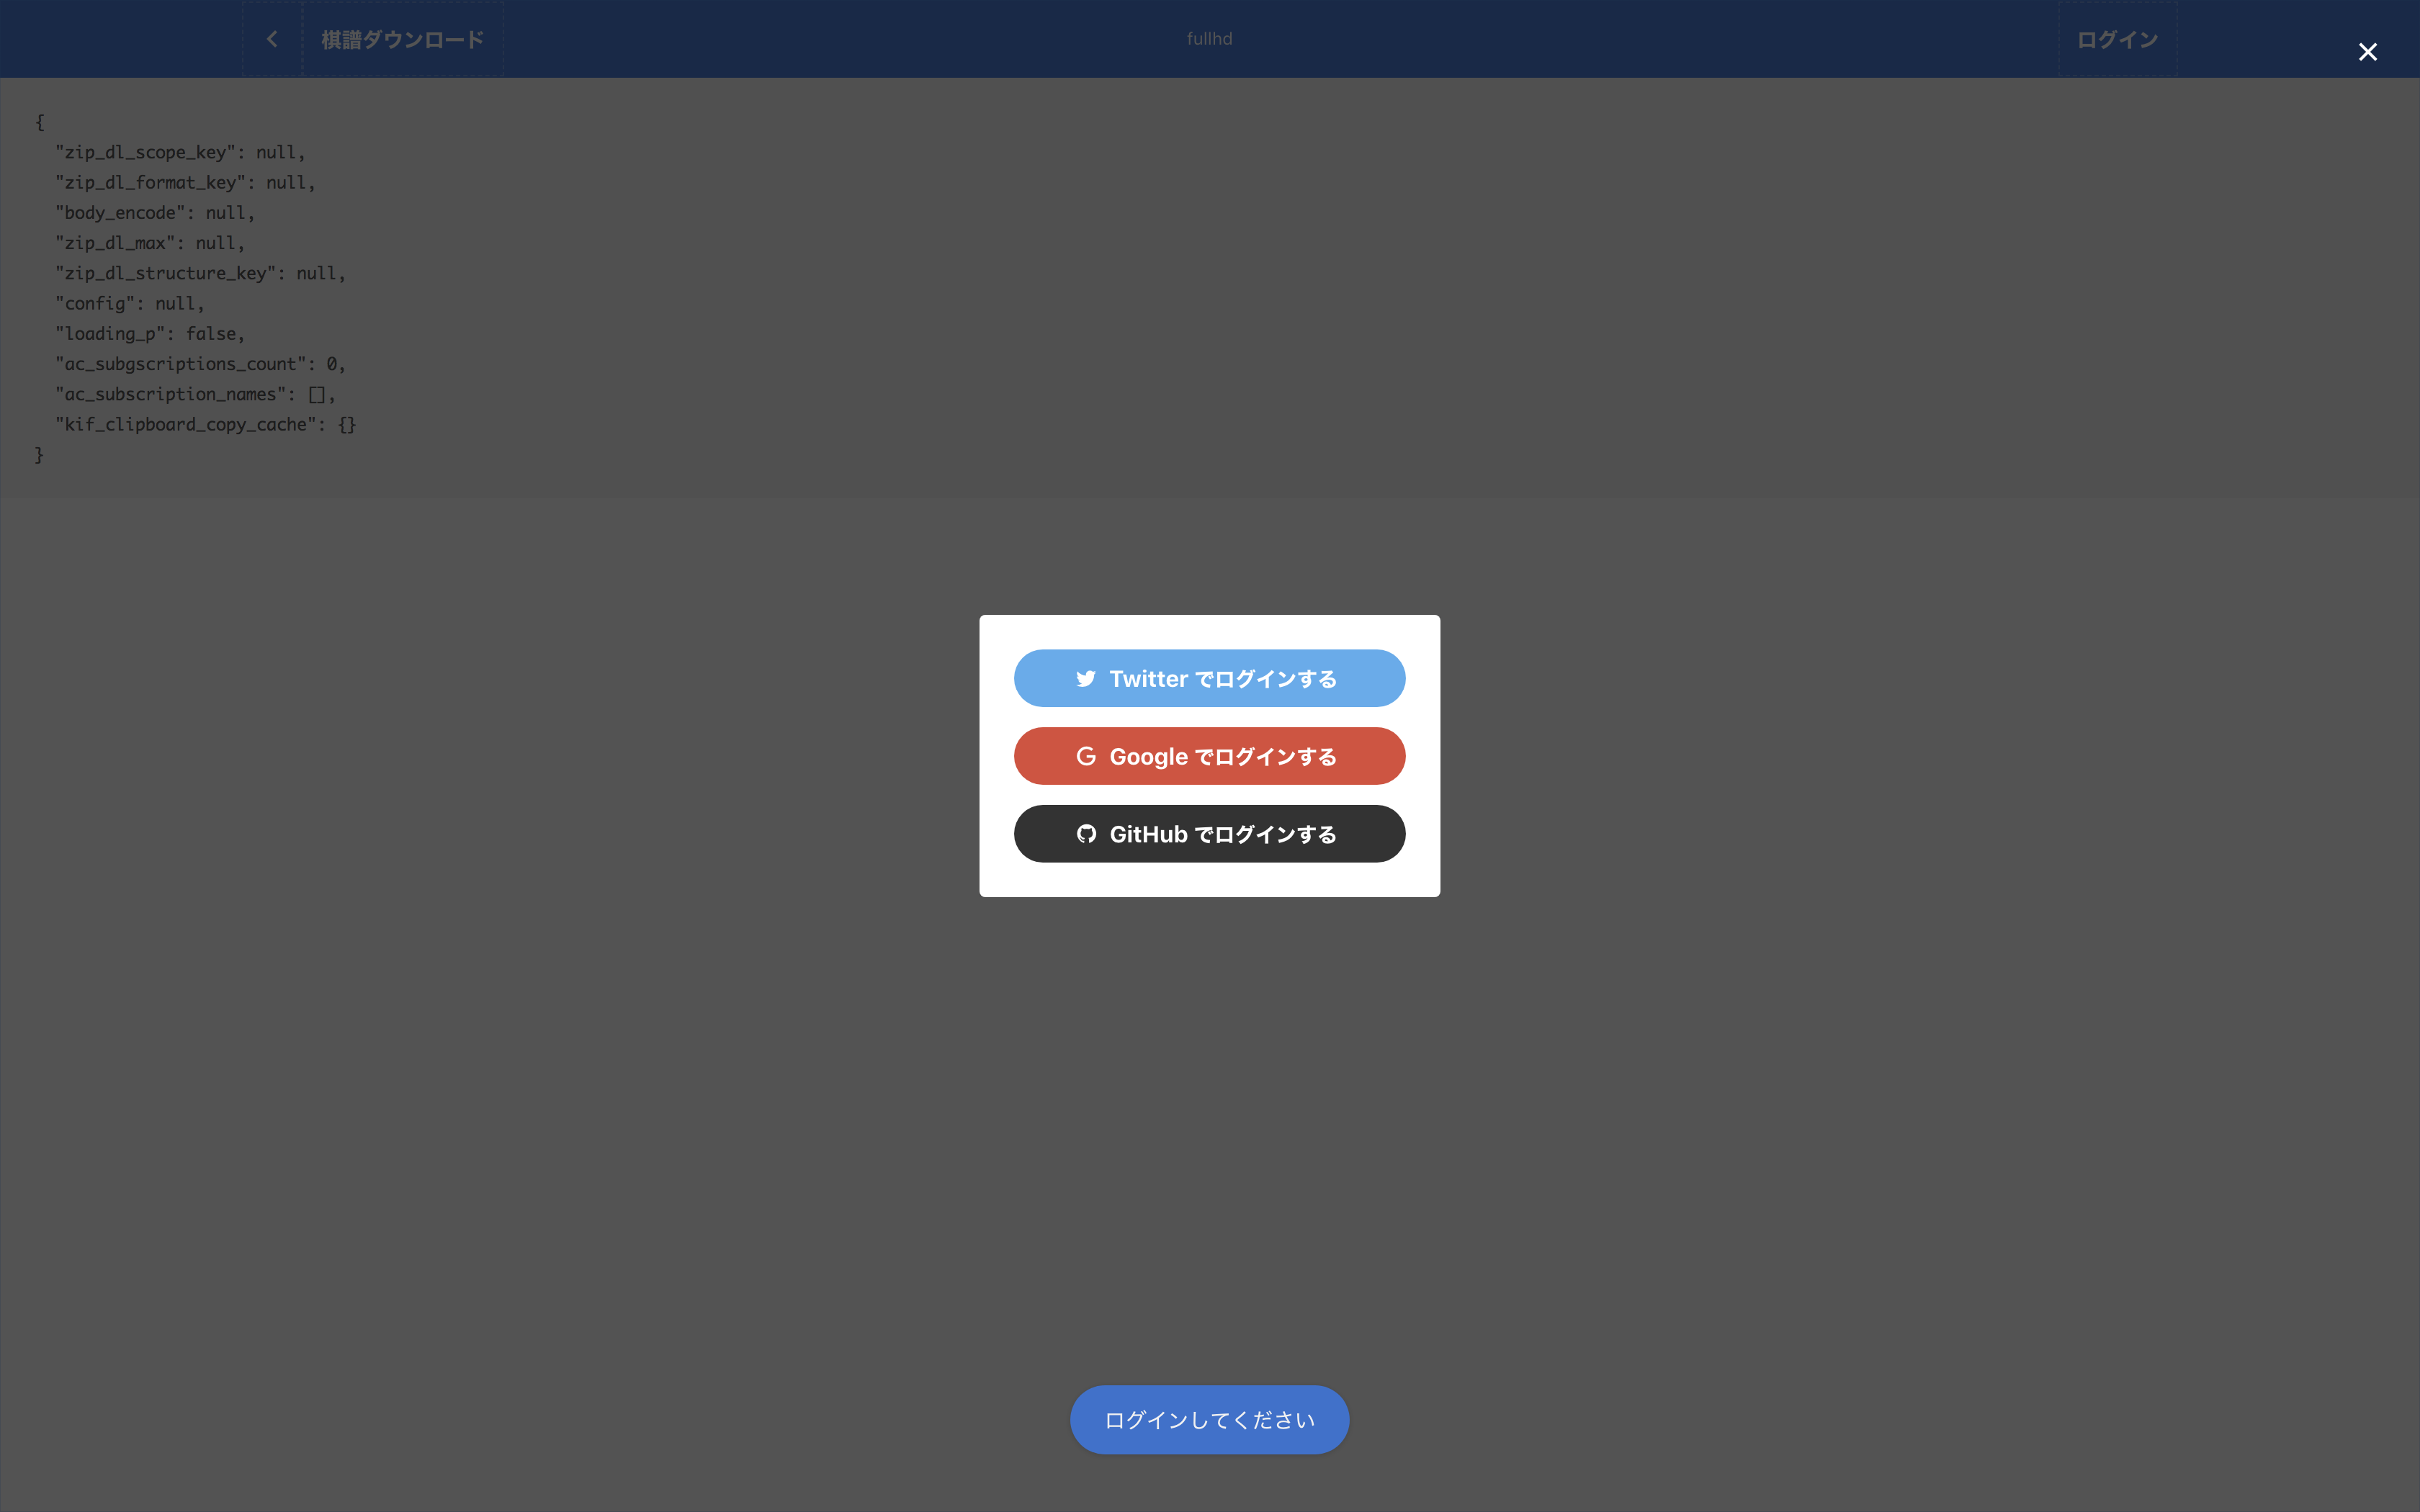 棋譜ダウンロード
fullhd
ログイン
{
  "zip_dl_scope_key": null,
  "zip_dl_format_key": null,
  "body_encode": null,
  "zip_dl_max": null,
  "zip_dl_structure_key": null,
  "config": null,
  "loading_p": false,
  "ac_subgscriptions_count": 0,
  "ac_subscription_names": [],
  "kif_clipboard_copy_cache": {}
}
Twitter でログインする
Google でログインする
GitHub でログインする
ログインしてください